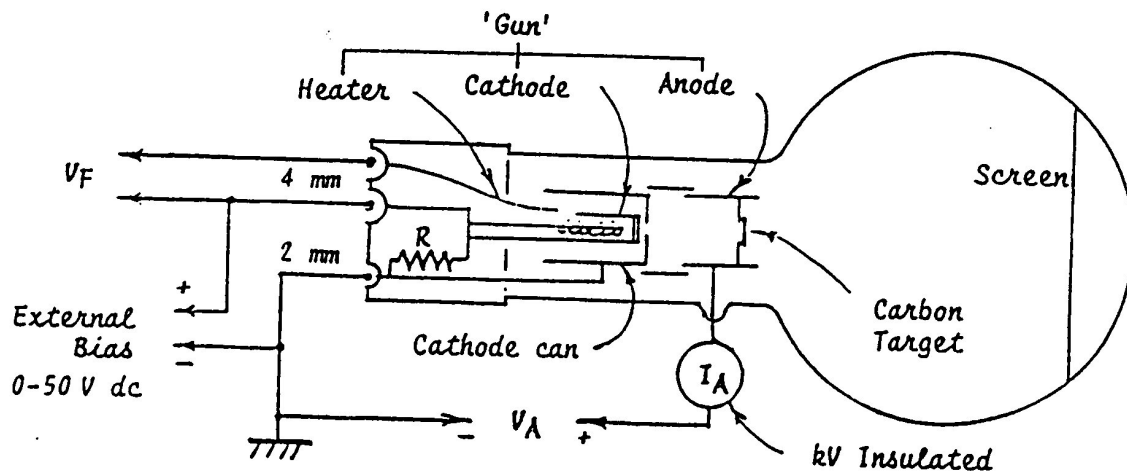 'Gun'
Heater
Cathode
Anode
V_F
4 mm
Screen
R
2 mm
+
External
Bias
-
0-50 V dc
Cathode can
Carbon
Target
I_A
- V_A +
kV Insulated